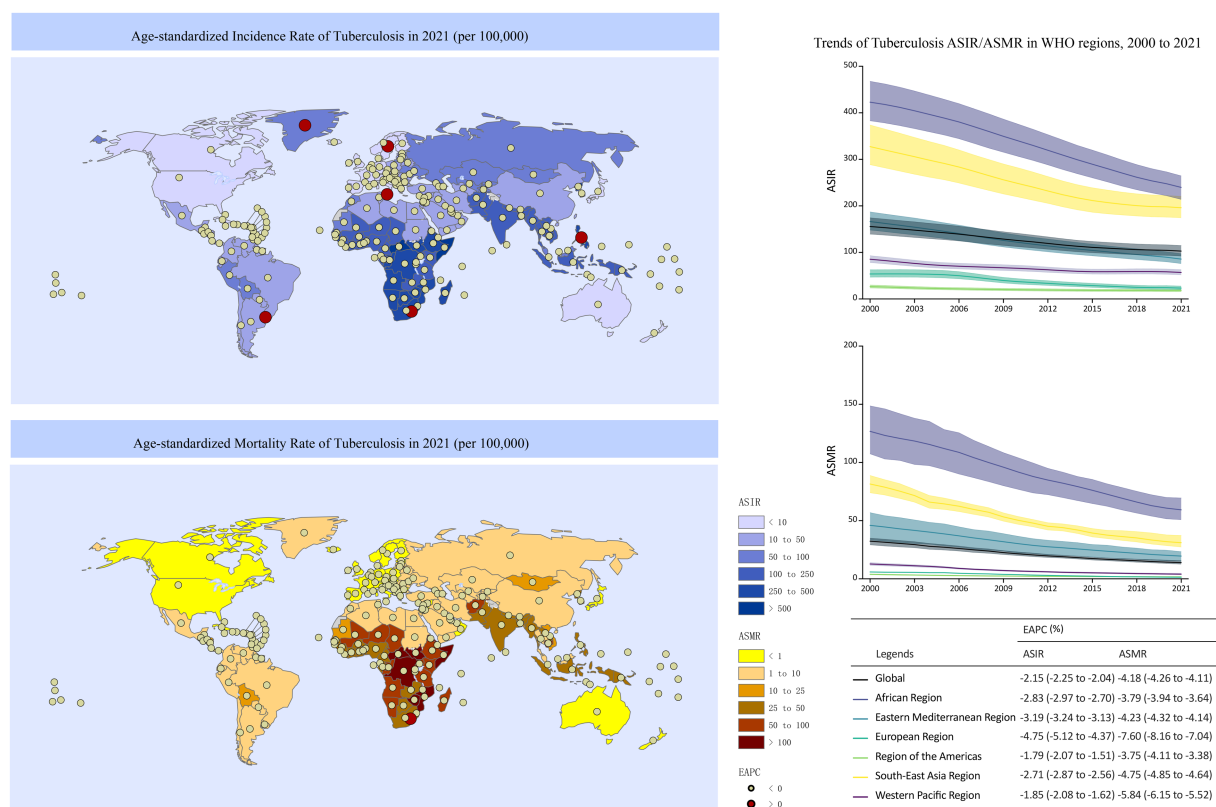 Age-standardized Incidence Rate of Tuberculosis in 2021 (per 100,000)
Trends of Tuberculosis ASIR/ASMR in WHO regions, 2000 to 2021
500
400
300
200
100
0
ASIR
2000 2003 2006 2009 2012 2015 2018 2021
Age-standardized Mortality Rate of Tuberculosis in 2021 (per 100,000)
200
150
100
50
0
ASMR
2000 2003 2006 2009 2012 2015 2018 2021
ASIR
< 10
10 to 50
50 to 100
100 to 250
250 to 500
> 500
ASMR
< 1
1 to 10
10 to 25
25 to 50
50 to 100
> 100
EAPC
< 0
> 0
EAPC (%)
Legends ASIR ASMR
Global -2.15 (-2.25 to -2.04) -4.18 (-4.26 to -4.11)
African Region -2.83 (-2.97 to -2.70) -3.79 (-3.94 to -3.64)
Eastern Mediterranean Region -3.19 (-3.24 to -3.13) -4.23 (-4.32 to -4.14)
European Region -4.75 (-5.12 to -4.37) -7.60 (-8.16 to -7.04)
Region of the Americas -1.79 (-2.07 to -1.51) -3.75 (-4.11 to -3.38)
South-East Asia Region -2.71 (-2.87 to -2.56) -4.75 (-4.85 to -4.64)
Western Pacific Region -1.85 (-2.08 to -1.62) -5.84 (-6.15 to -5.52)